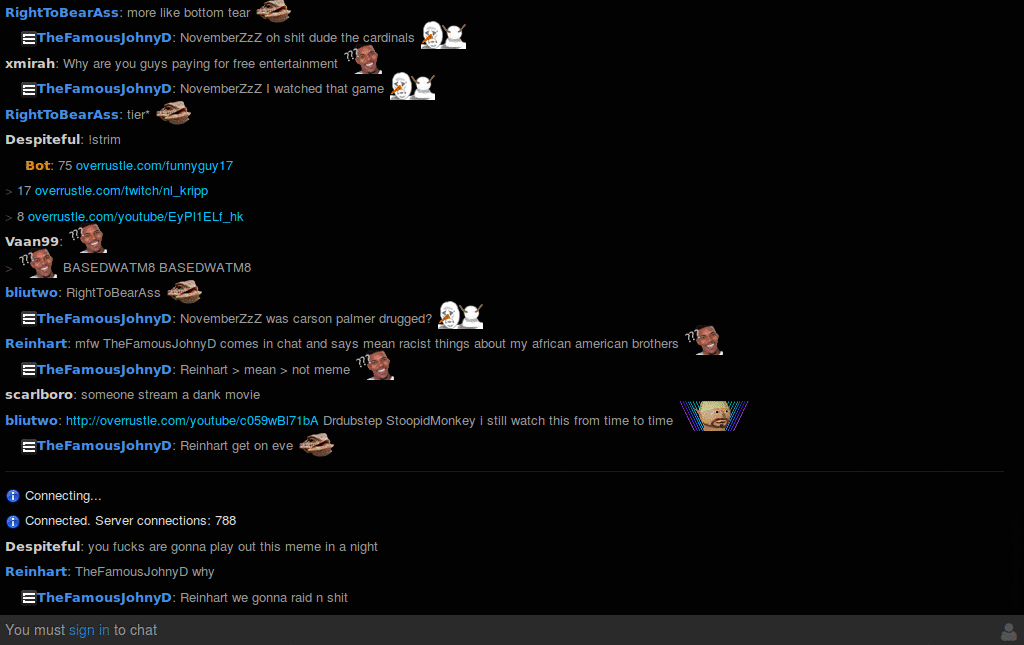 RightToBearAss: more like bottom tear
TheFamousJohnyD: NovemberZzZ oh shit dude the cardinals
xmirah: Why are you guys paying for free entertainment ???
TheFamousJohnyD: NovemberZzZ I watched that game
RightToBearAss: tier*
Despiteful: !strim
Bot: 75 overrustle.com/funnyguy17
> 17 overrustle.com/twitch/nl_kripp
> 8 overrustle.com/youtube/EyPl1ELf_hk
Vaan99: ???
> ??? BASEDWATM8 BASEDWATM8
bliutwo: RightToBearAss
TheFamousJohnyD: NovemberZzZ was carson palmer drugged?
Reinhart: mfw TheFamousJohnyD comes in chat and says mean racist things about my african american brothers ???
TheFamousJohnyD: Reinhart > mean > not meme ???
scarlboro: someone stream a dank movie
bliutwo: http://overrustle.com/youtube/c059wBl71bA Drdubstep StoopidMonkey i still watch this from time to time
TheFamousJohnyD: Reinhart get on eve
Connecting...
Connected. Server connections: 788
Despiteful: you fucks are gonna play out this meme in a night
Reinhart: TheFamousJohnyD why
TheFamousJohnyD: Reinhart we gonna raid n shit
You must sign in to chat